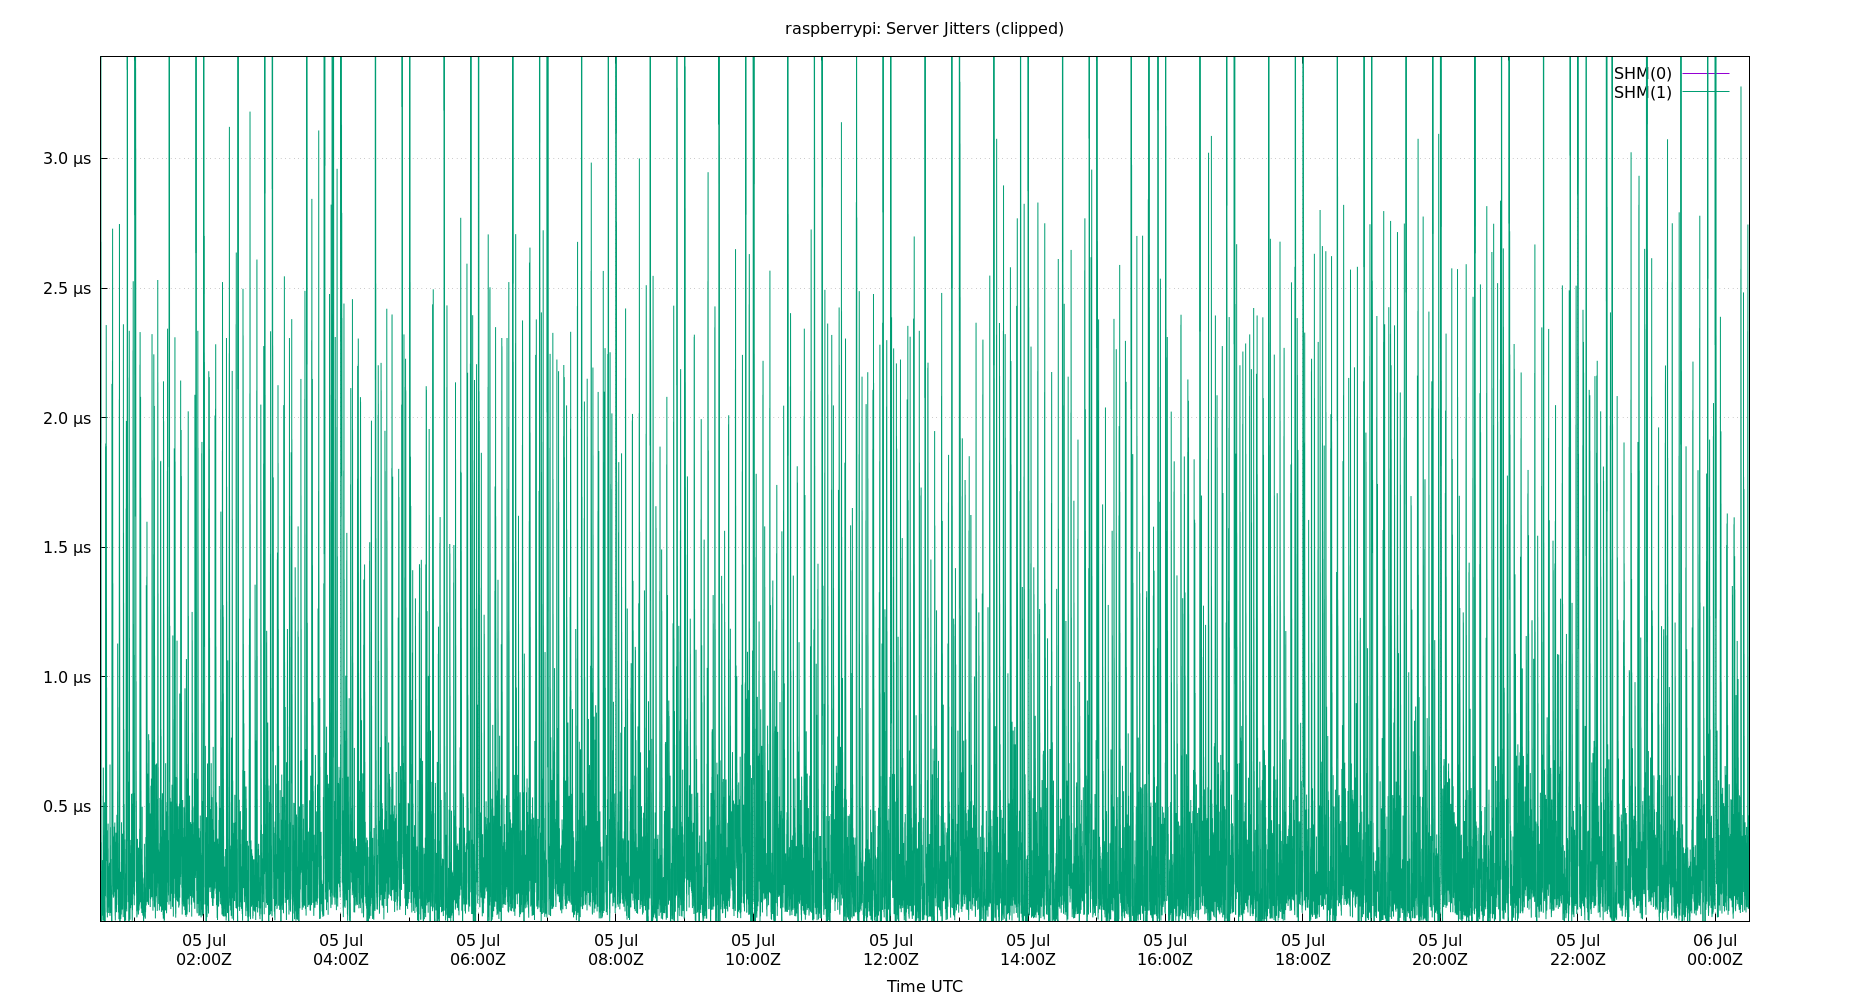 raspberrypi: Server Jitters (clipped)
SHM(0)
SHM(1)
3.0 µs
2.5 µs
2.0 µs
1.5 µs
1.0 µs
0.5 µs
05 Jul 05 Jul 05 Jul 05 Jul 05 Jul 05 Jul 05 Jul 05 Jul 05 Jul 05 Jul 05 Jul 06 Jul
02:00Z 04:00Z 06:00Z 08:00Z 10:00Z 12:00Z 14:00Z 16:00Z 18:00Z 20:00Z 22:00Z 00:00Z
Time UTC